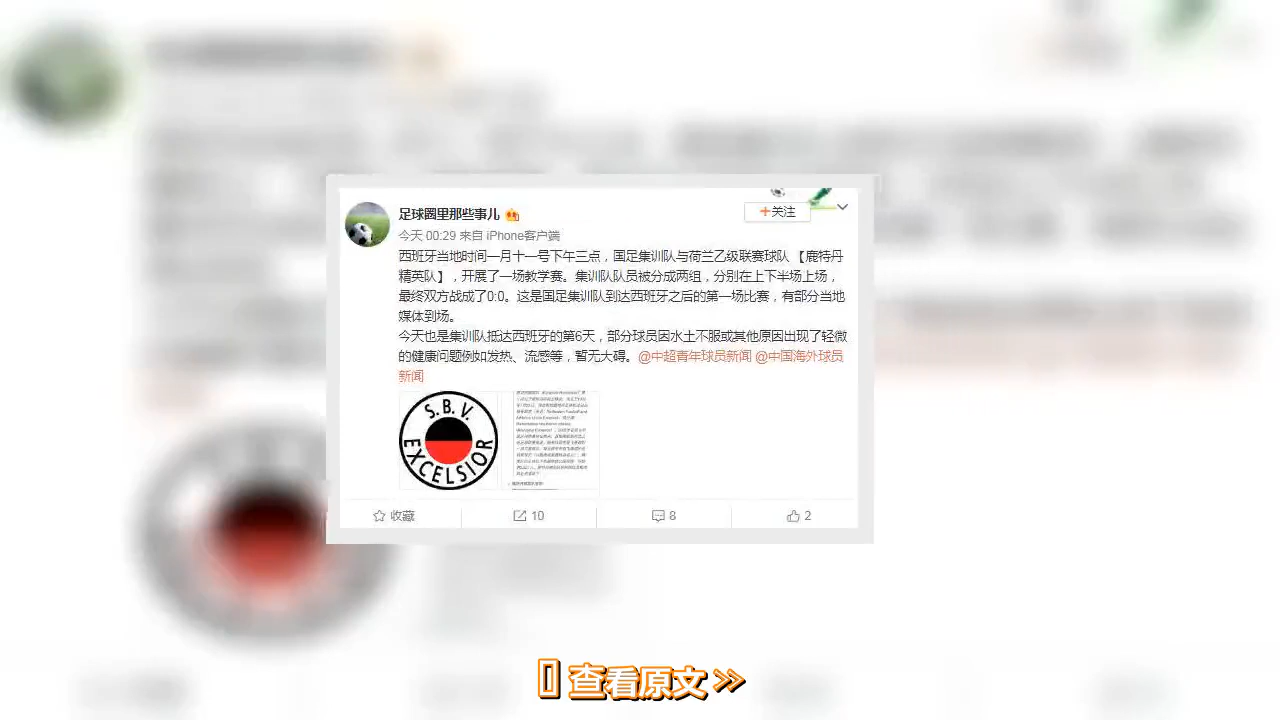 足球圈里那些事儿
+关注
今天 00:29 来自 iPhone客户端
西班牙当地时间一月十一号下午三点，国足集训队与荷兰乙级联赛球队 【鹿特丹
精英队】，开展了一场教学赛。集训队队员被分成两组，分别在上下半场上场，
最终双方战成了0:0。这是国足集训队到达西班牙之后的第一场比赛，有部分当地
媒体到场。
今天也是集训队抵达西班牙的第6天，部分球员因水土不服或其他原因出现了轻微
的健康问题例如发热、流感等，暂无大碍。@中超青年球员新闻 @中国海外球员
新闻
S.B.V.
EXCELSIOR
收藏
10
8
2
查看原文